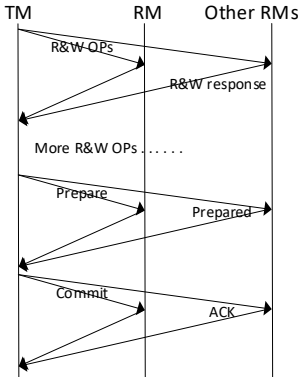 TM RM Other RMs
R&W OPs
R&W response
More R&W OPs . . . . . .
Prepare
Prepared
Commit
ACK